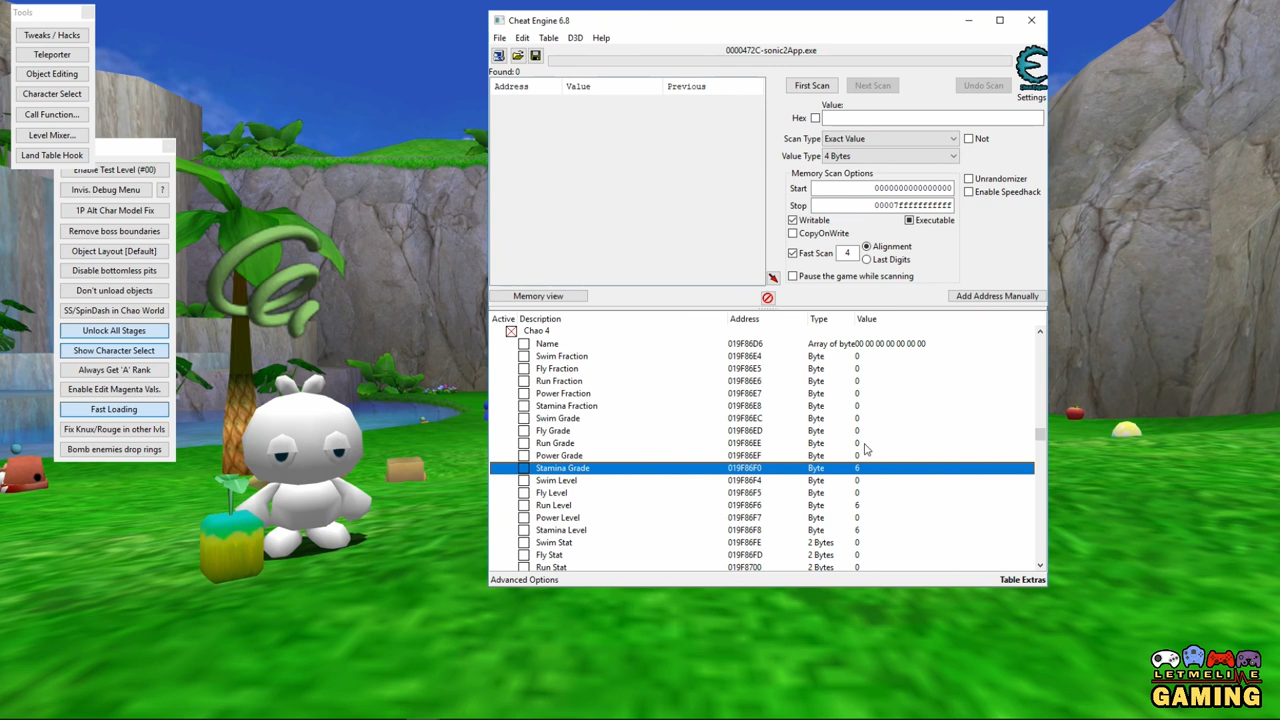 Tools
Tweaks / Hacks
Teleporter
Object Editing
Character Select
Call Function...
Level Mixer...
Land Table Hook
Enable Test Level (#00)
Invis. Debug Menu ?
1P Alt Char Model Fix
Remove boss boundaries
Object Layout [Default]
Disable bottomless pits
Don't unload objects
SS/SpinDash in Chao World
Unlock All Stages
Show Character Select
Always Get 'A' Rank
Enable Edit Magenta Vals.
Fast Loading
Fix Knux/Rouge in other lvls
Bomb enemies drop rings
Cheat Engine 6.8
File Edit Table D3D Help
0000472C-sonic2App.exe
Found: 0
Address Value Previous
First Scan Next Scan Undo Scan
Settings
Value:
Hex
Scan Type Exact Value Not
Value Type 4 Bytes
Memory Scan Options
Start 0000000000000000
Stop 00007fffffffffff
Writable Executable
CopyOnWrite
Fast Scan 4 Alignment
Last Digits
Pause the game while scanning
Unrandomizer
Enable Speedhack
Memory view Add Address Manually
Active Description Address Type Value
Chao 4
Name 019F86D6 Array of byte 00 00 00 00 00 00 00
Swim Fraction 019F86E4 Byte 0
Fly Fraction 019F86E5 Byte 0
Run Fraction 019F86E6 Byte 0
Power Fraction 019F86E7 Byte 0
Stamina Fraction 019F86E8 Byte 0
Swim Grade 019F86EC Byte 0
Fly Grade 019F86ED Byte 0
Run Grade 019F86EE Byte 0
Power Grade 019F86EF Byte 0
Stamina Grade 019F86F0 Byte 6
Swim Level 019F86F4 Byte 0
Fly Level 019F86F5 Byte 0
Run Level 019F86F6 Byte 6
Power Level 019F86F7 Byte 0
Stamina Level 019F86F8 Byte 6
Swim Stat 019F86FE 2 Bytes 0
Fly Stat 019F86FD 2 Bytes 0
Run Stat 019F8700 2 Bytes 0
Advanced Options Table Extras
LETMELIVE
GAMING